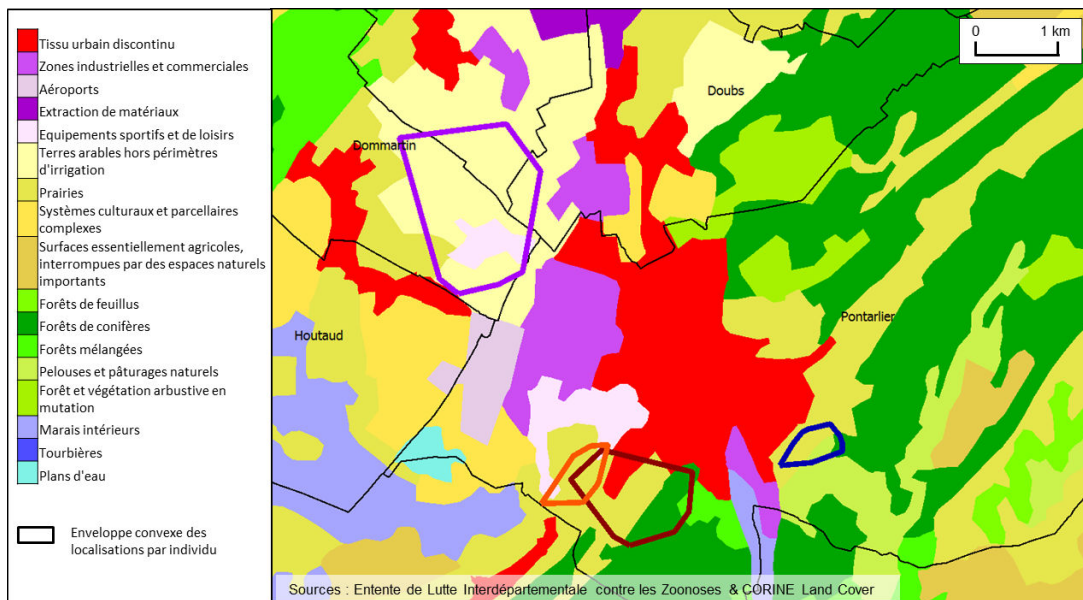 Tissu urbain discontinu
Zones industrielles et commerciales
Aéroports
Extraction de matériaux
Equipements sportifs et de loisirs
Terres arables hors périmètres
d'irrigation
Prairies
Systèmes culturaux et parcellaires
complexes
Surfaces essentiellement agricoles,
interrompues par des espaces naturels
importants
Forêts de feuillus
Forêts de conifères
Forêts mélangées
Pelouses et pâturages naturels
Forêt et végétation arbustive en
mutation
Marais intérieurs
Tourbières
Plans d'eau
Enveloppe convexe des
localisations par individu
0 1 km
Doubs
Dommartin
Pontarlier
Houtaud
Sources : Entente de Lutte Interdépartementale contre les Zoonoses & CORINE Land Cover